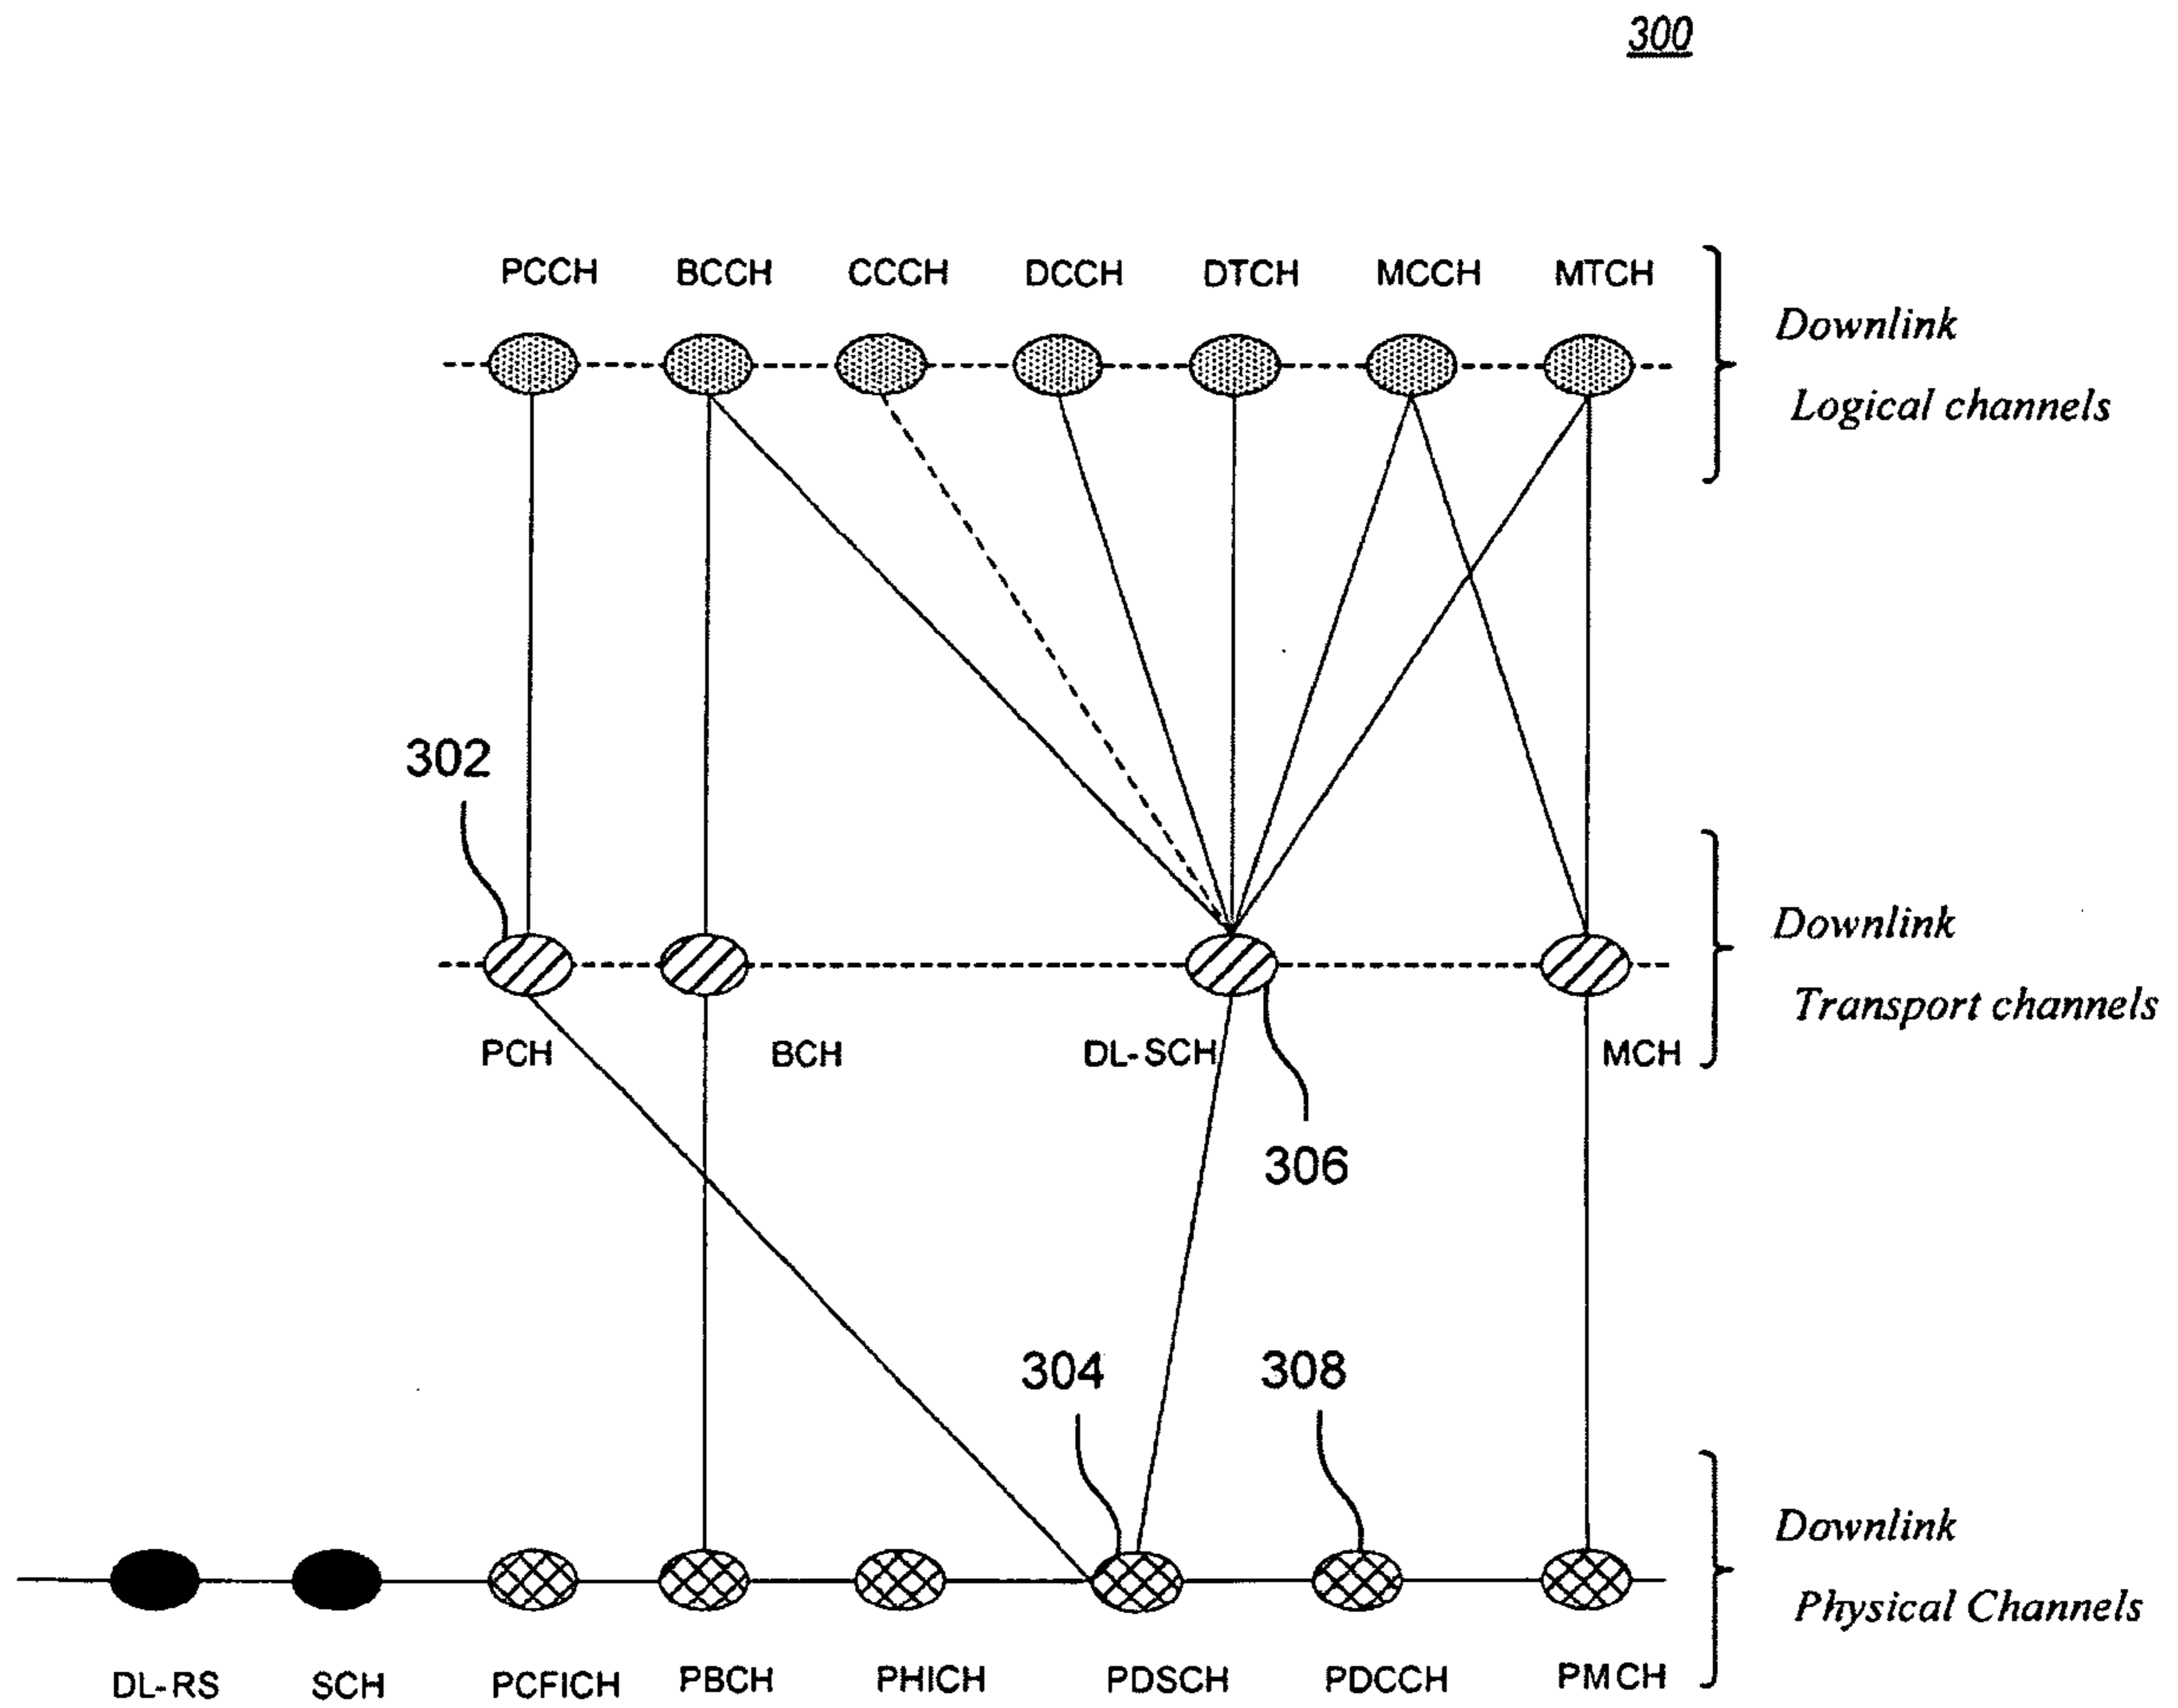 300
PCCH BCCH CCCH DCCH DTCH MCCH MTCH
Downlink
Logical channels
302
Downlink
Transport channels
PCH BCH DL-SCH MCH
306
304 308
Downlink
Physical Channels
DL-RS SCH PCFICH PBCH PHICH PDSCH PDCCH PMCH